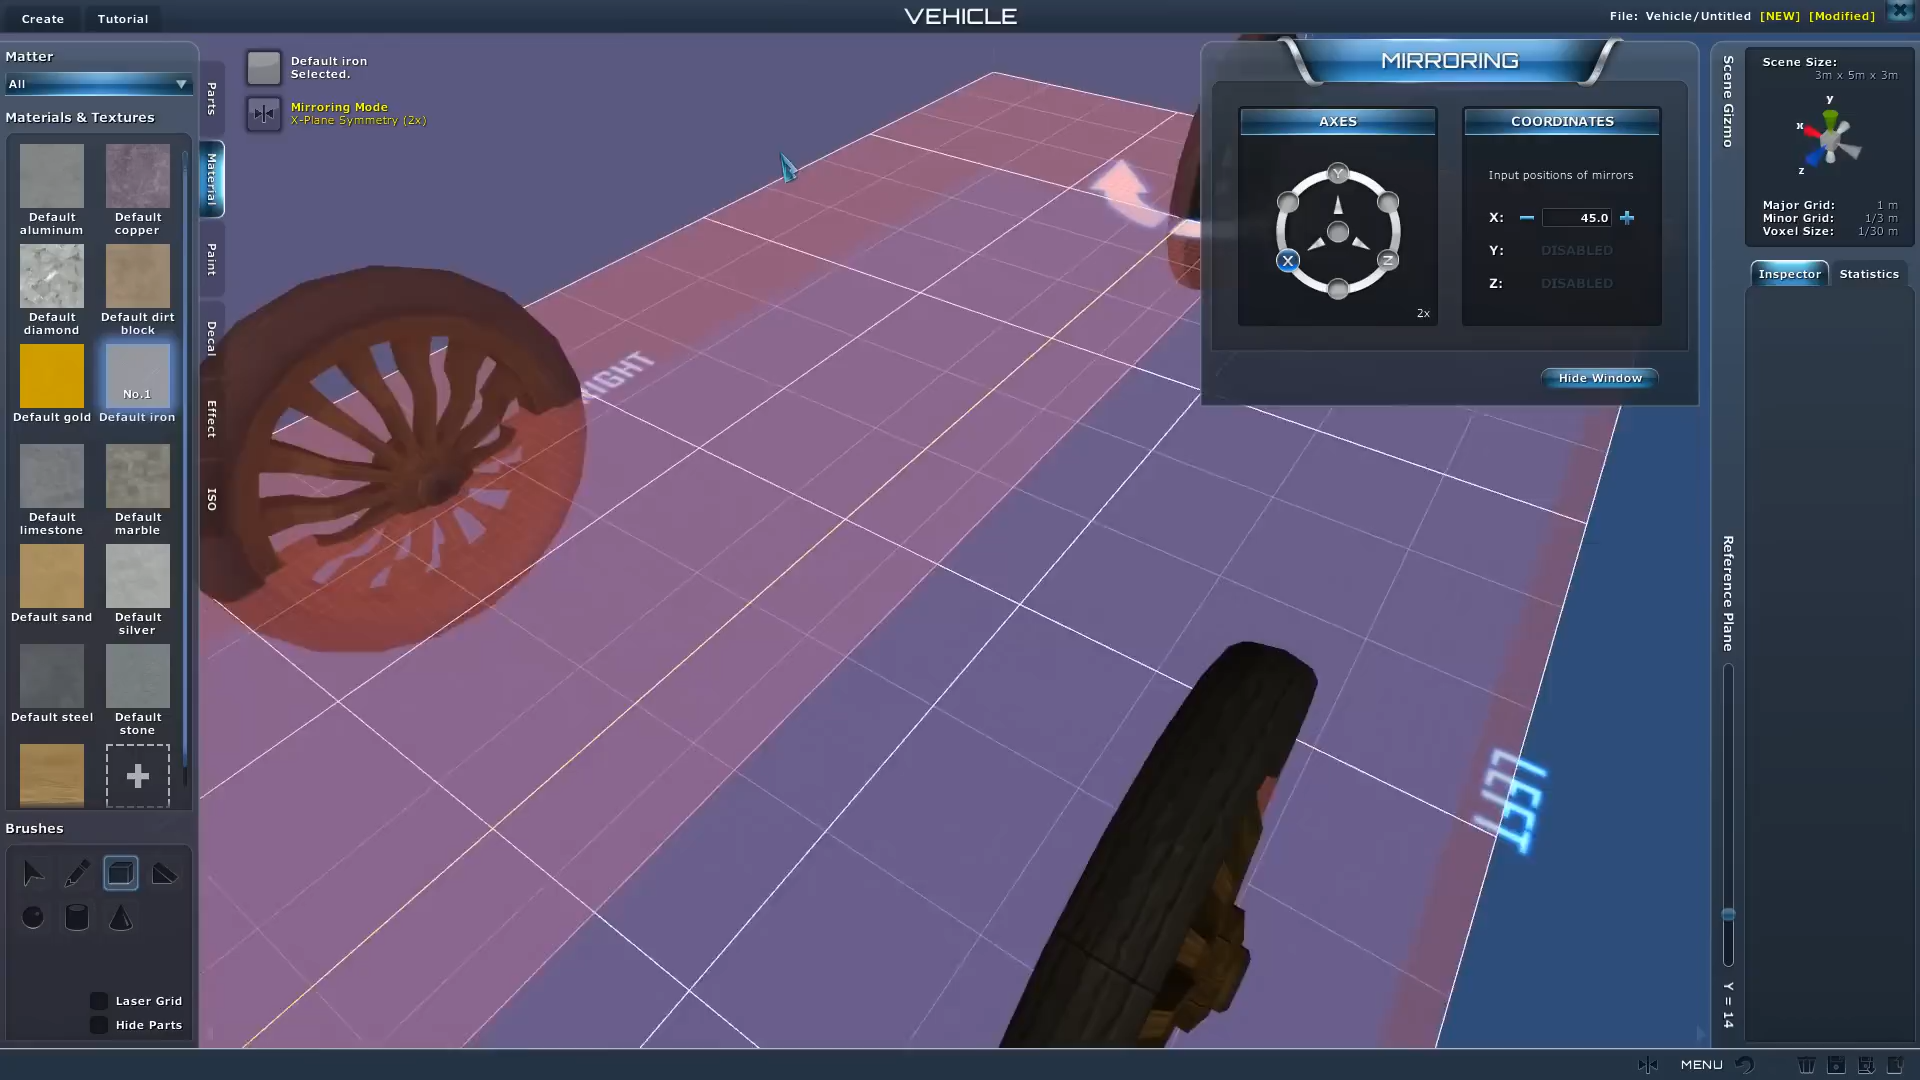 Create
Tutorial
VEHICLE
File: Vehicle/Untitled [NEW] [Modified]
Matter
All
Materials & Textures
Default aluminum
Default copper
Default diamond
Default dirt block
Default gold
No.1
Default iron
Default limestone
Default marble
Default sand
Default silver
Default steel
Default stone
Brushes
Laser Grid
Hide Parts
Parts
Material
Paint
Decal
Effect
ISO
Default iron
Selected.
Mirroring Mode
X-Plane Symmetry (2x)
RIGHT
LEFT
MIRRORING
AXES
Y
X
Z
2x
COORDINATES
Input positions of mirrors
X: 45.0
Y: DISABLED
Z: DISABLED
Hide Window
Scene Gizmo
Scene Size:
3m x 5m x 3m
y
x
z
Major Grid: 1 m
Minor Grid: 1/3 m
Voxel Size: 1/30 m
Inspector
Statistics
Reference Plane
Y = 14
MENU